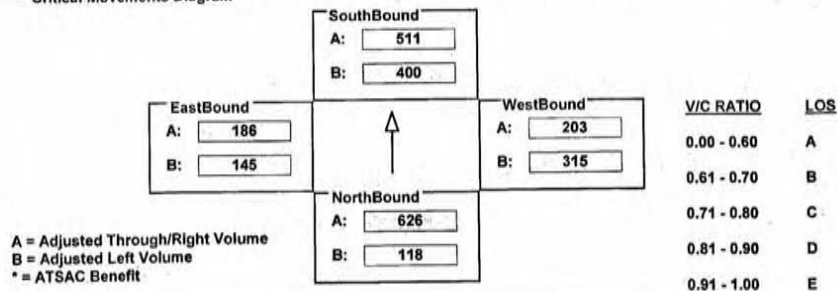 Critical Movements Diagram
SouthBound
A: 511
B: 400
EastBound
A: 186
B: 145
WestBound
A: 203
B: 315
NorthBound
A: 626
B: 118
A = Adjusted Through/Right Volume
B = Adjusted Left Volume
* = ATSAC Benefit
V/C RATIO LOS
0.00 - 0.60 A
0.61 - 0.70 B
0.71 - 0.80 C
0.81 - 0.90 D
0.91 - 1.00 E